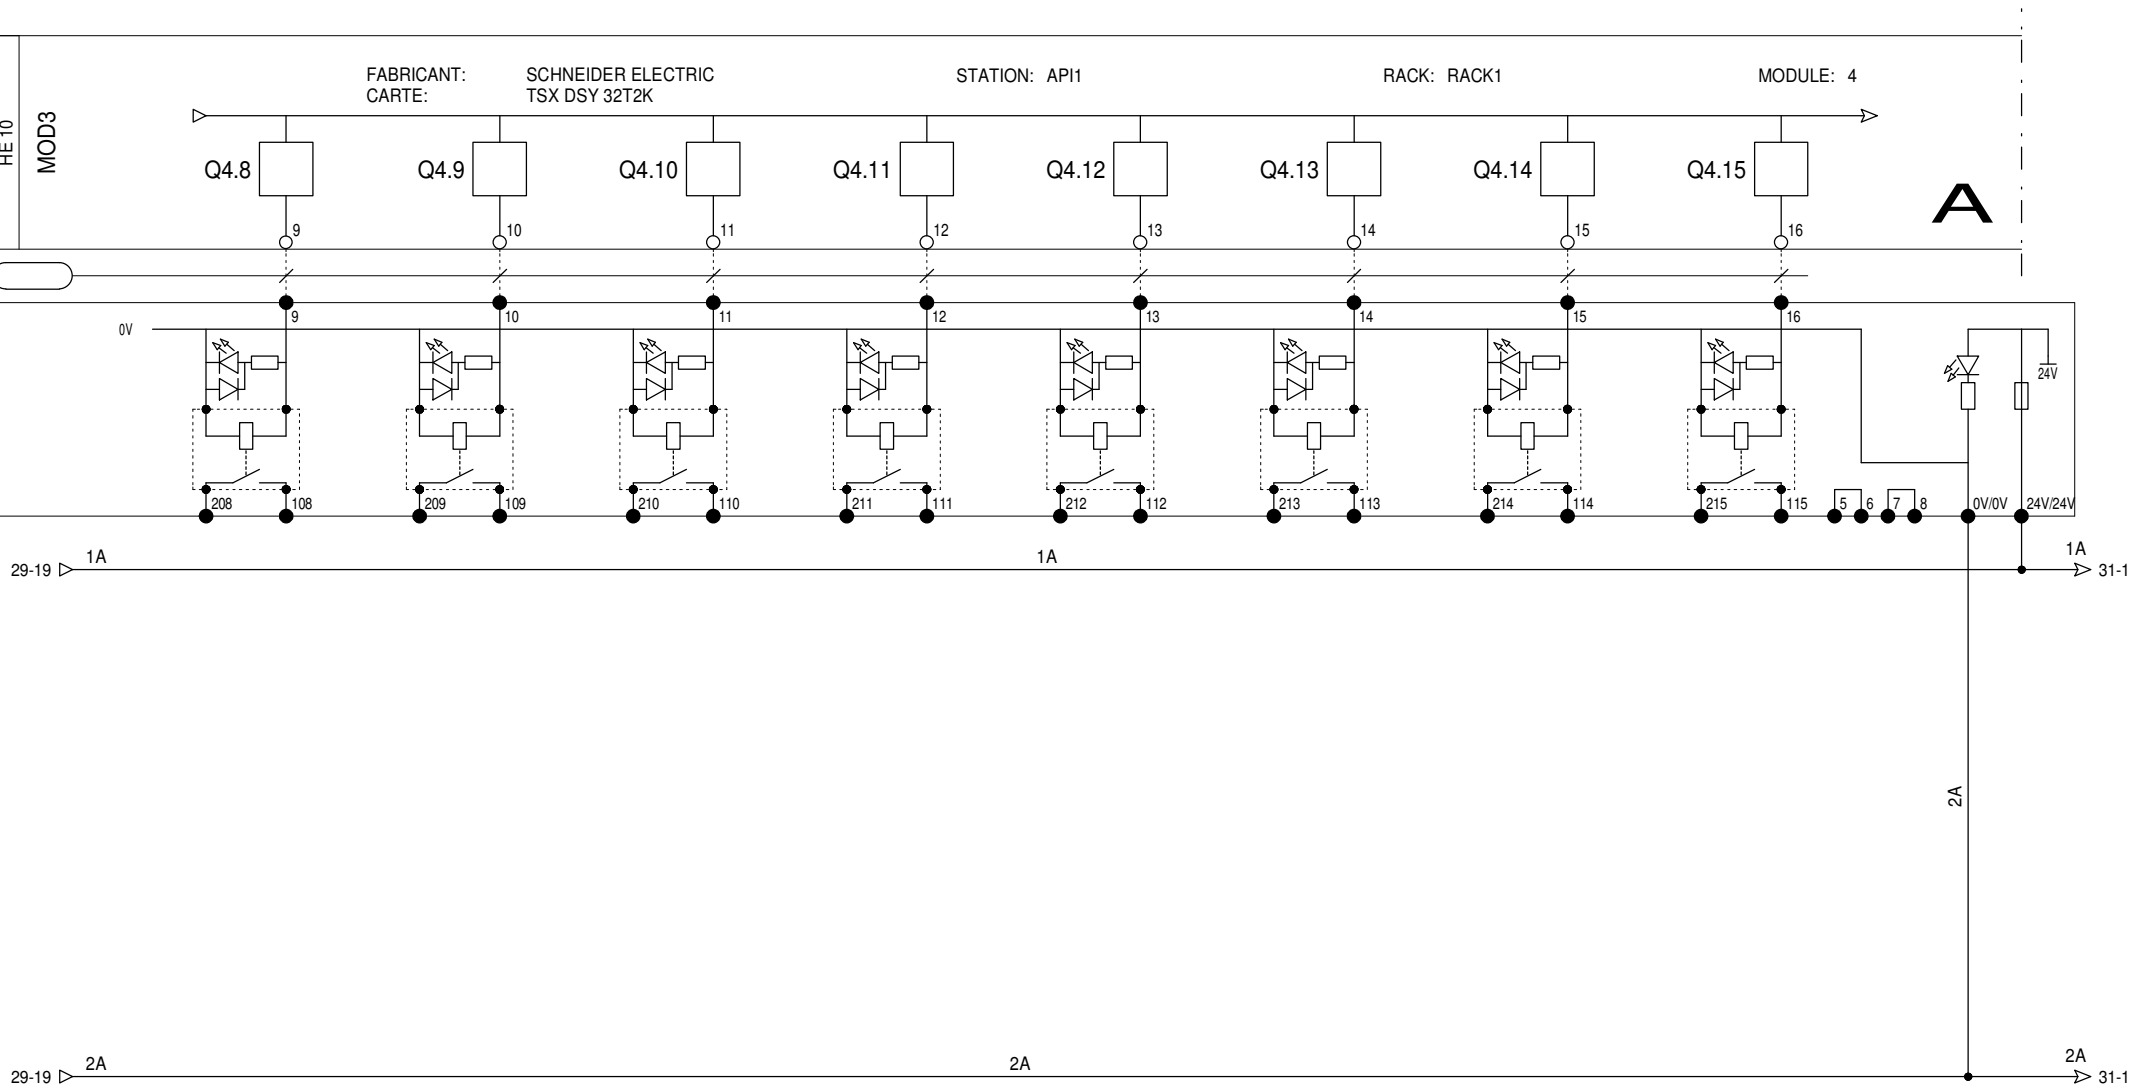 HE 10
MOD3
FABRICANT: SCHNEIDER ELECTRIC STATION: API1 RACK: RACK1 MODULE: 4
CARTE: TSX DSY 32T2K
Q4.8 Q4.9 Q4.10 Q4.11 Q4.12 Q4.13 Q4.14 Q4.15
A
9 10 11 12 13 14 15 16
9 10 11 12 13 14 15 16
0V
24V
208 108 209 109 210 110 211 111 212 112 213 113 214 114 215 115 5 6 7 8 0V/0V 24V/24V
1A 1A 1A
29-19 31-1
2A
2A 2A 2A
29-19 31-1